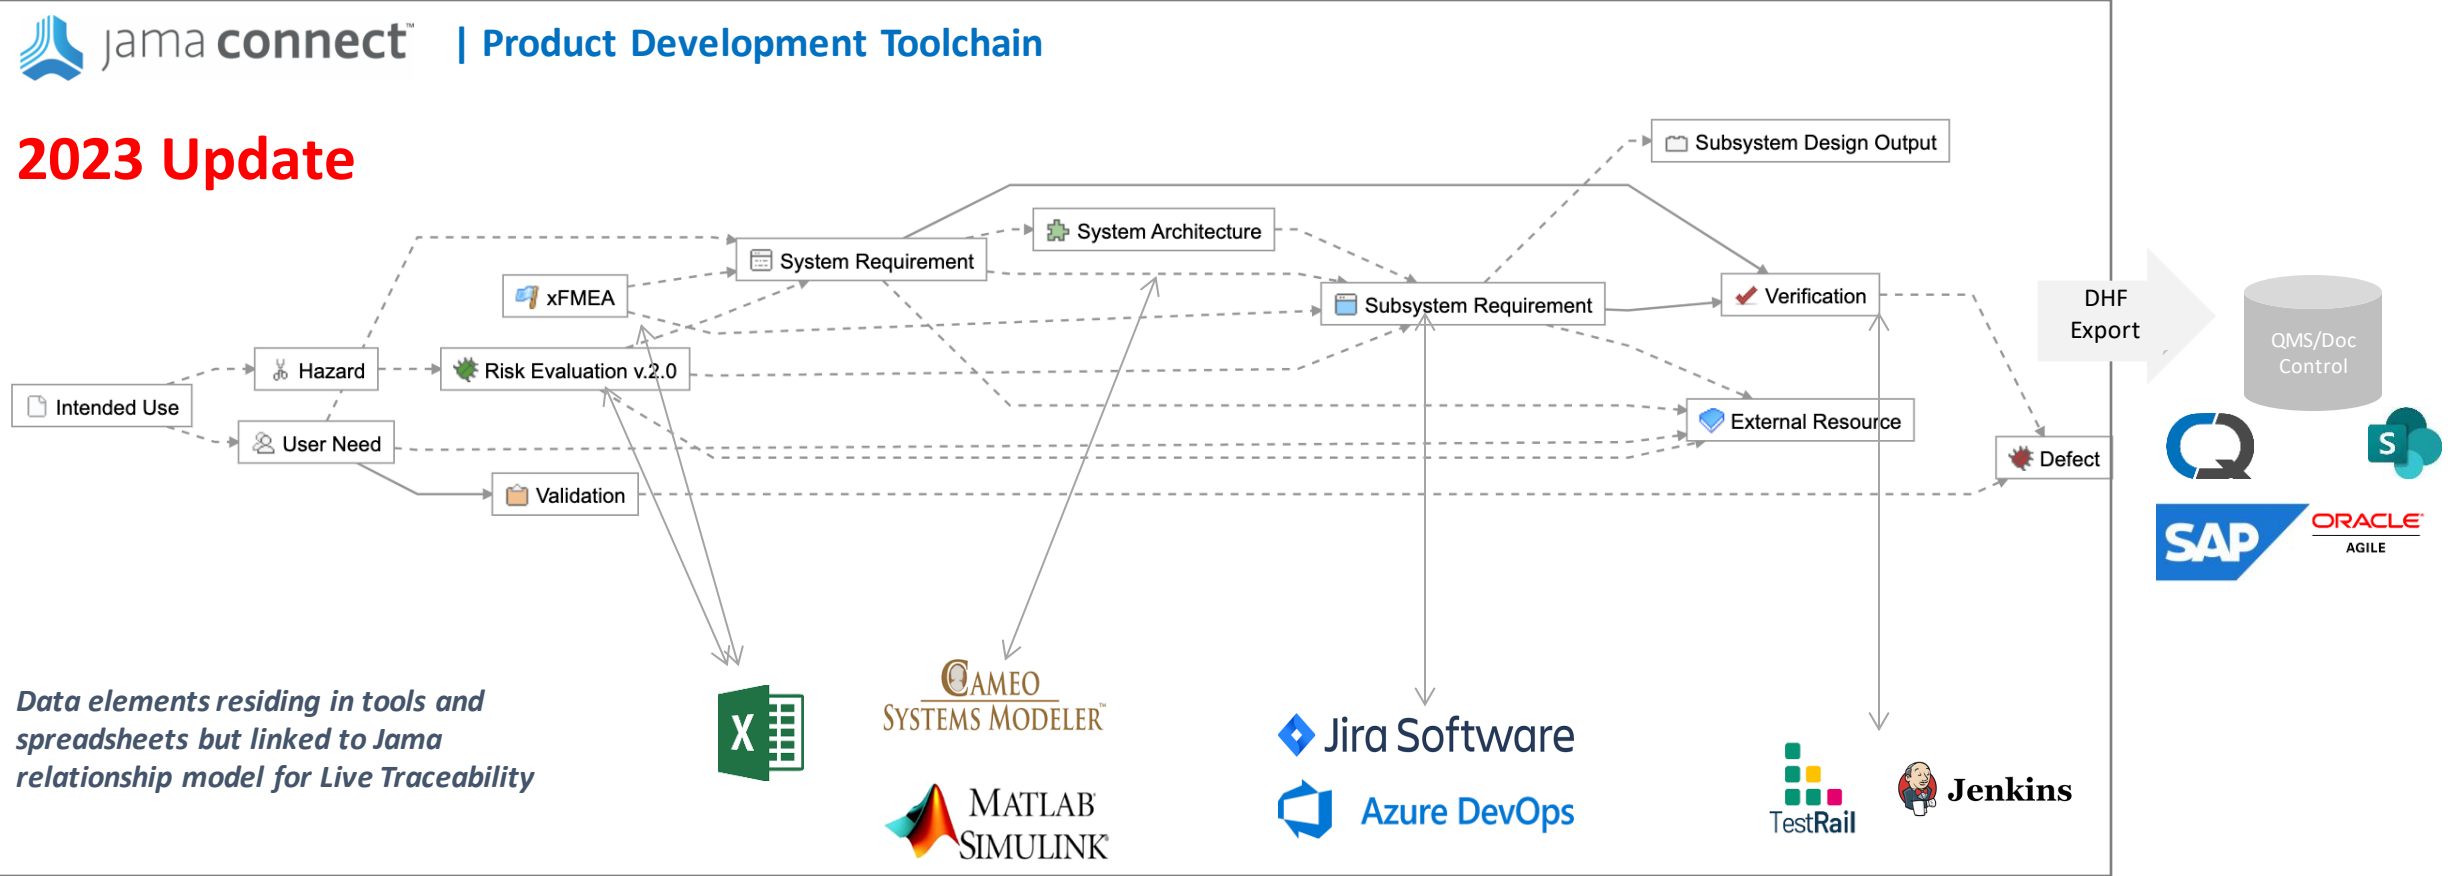 jama connect™ | Product Development Toolchain
2023 Update
Subsystem Design Output
System Architecture
System Requirement
xFMEA
Subsystem Requirement
Verification
DHF
Export
QMS/Doc
Control
Hazard
Risk Evaluation v.2.0
Intended Use
User Need
External Resource
Defect
Validation
S
SAP
ORACLE®
AGILE
Data elements residing in tools and
spreadsheets but linked to Jama
relationship model for Live Traceability
X
CAMEO
SYSTEMS MODELER™
Jira Software
MATLAB®
SIMULINK®
Azure DevOps
TestRail
Jenkins